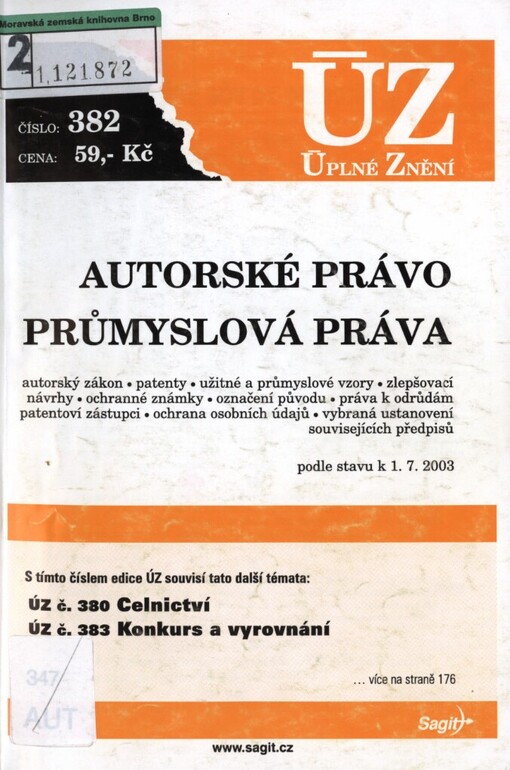 Moravská zemská knihovna Brno
2
1,121872
ČÍSLO: 382
CENA: 59,- Kč
ÚZ
ÚPLNÉ ZNĚNÍ
AUTORSKÉ PRÁVO
PRŮMYSLOVÁ PRÁVA
autorský zákon • patenty • užitné a průmyslové vzory • zlepšovací
návrhy • ochranné známky • označení původu • práva k odrůdám
patentoví zástupci • ochrana osobních údajů • vybraná ustanovení
souvisejících předpisů
podle stavu k 1. 7. 2003
S tímto číslem edice ÚZ souvisí tato další témata:
ÚZ č. 380 Celnictví
ÚZ č. 383 Konkurs a vyrovnání
347
AUT
... více na straně 176
Sagit
www.sagit.cz